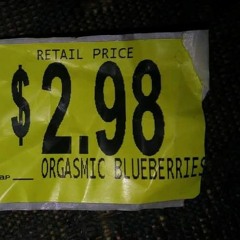 RETAIL PRICE
$2.98
ORGASMIC BLUEBERRIES